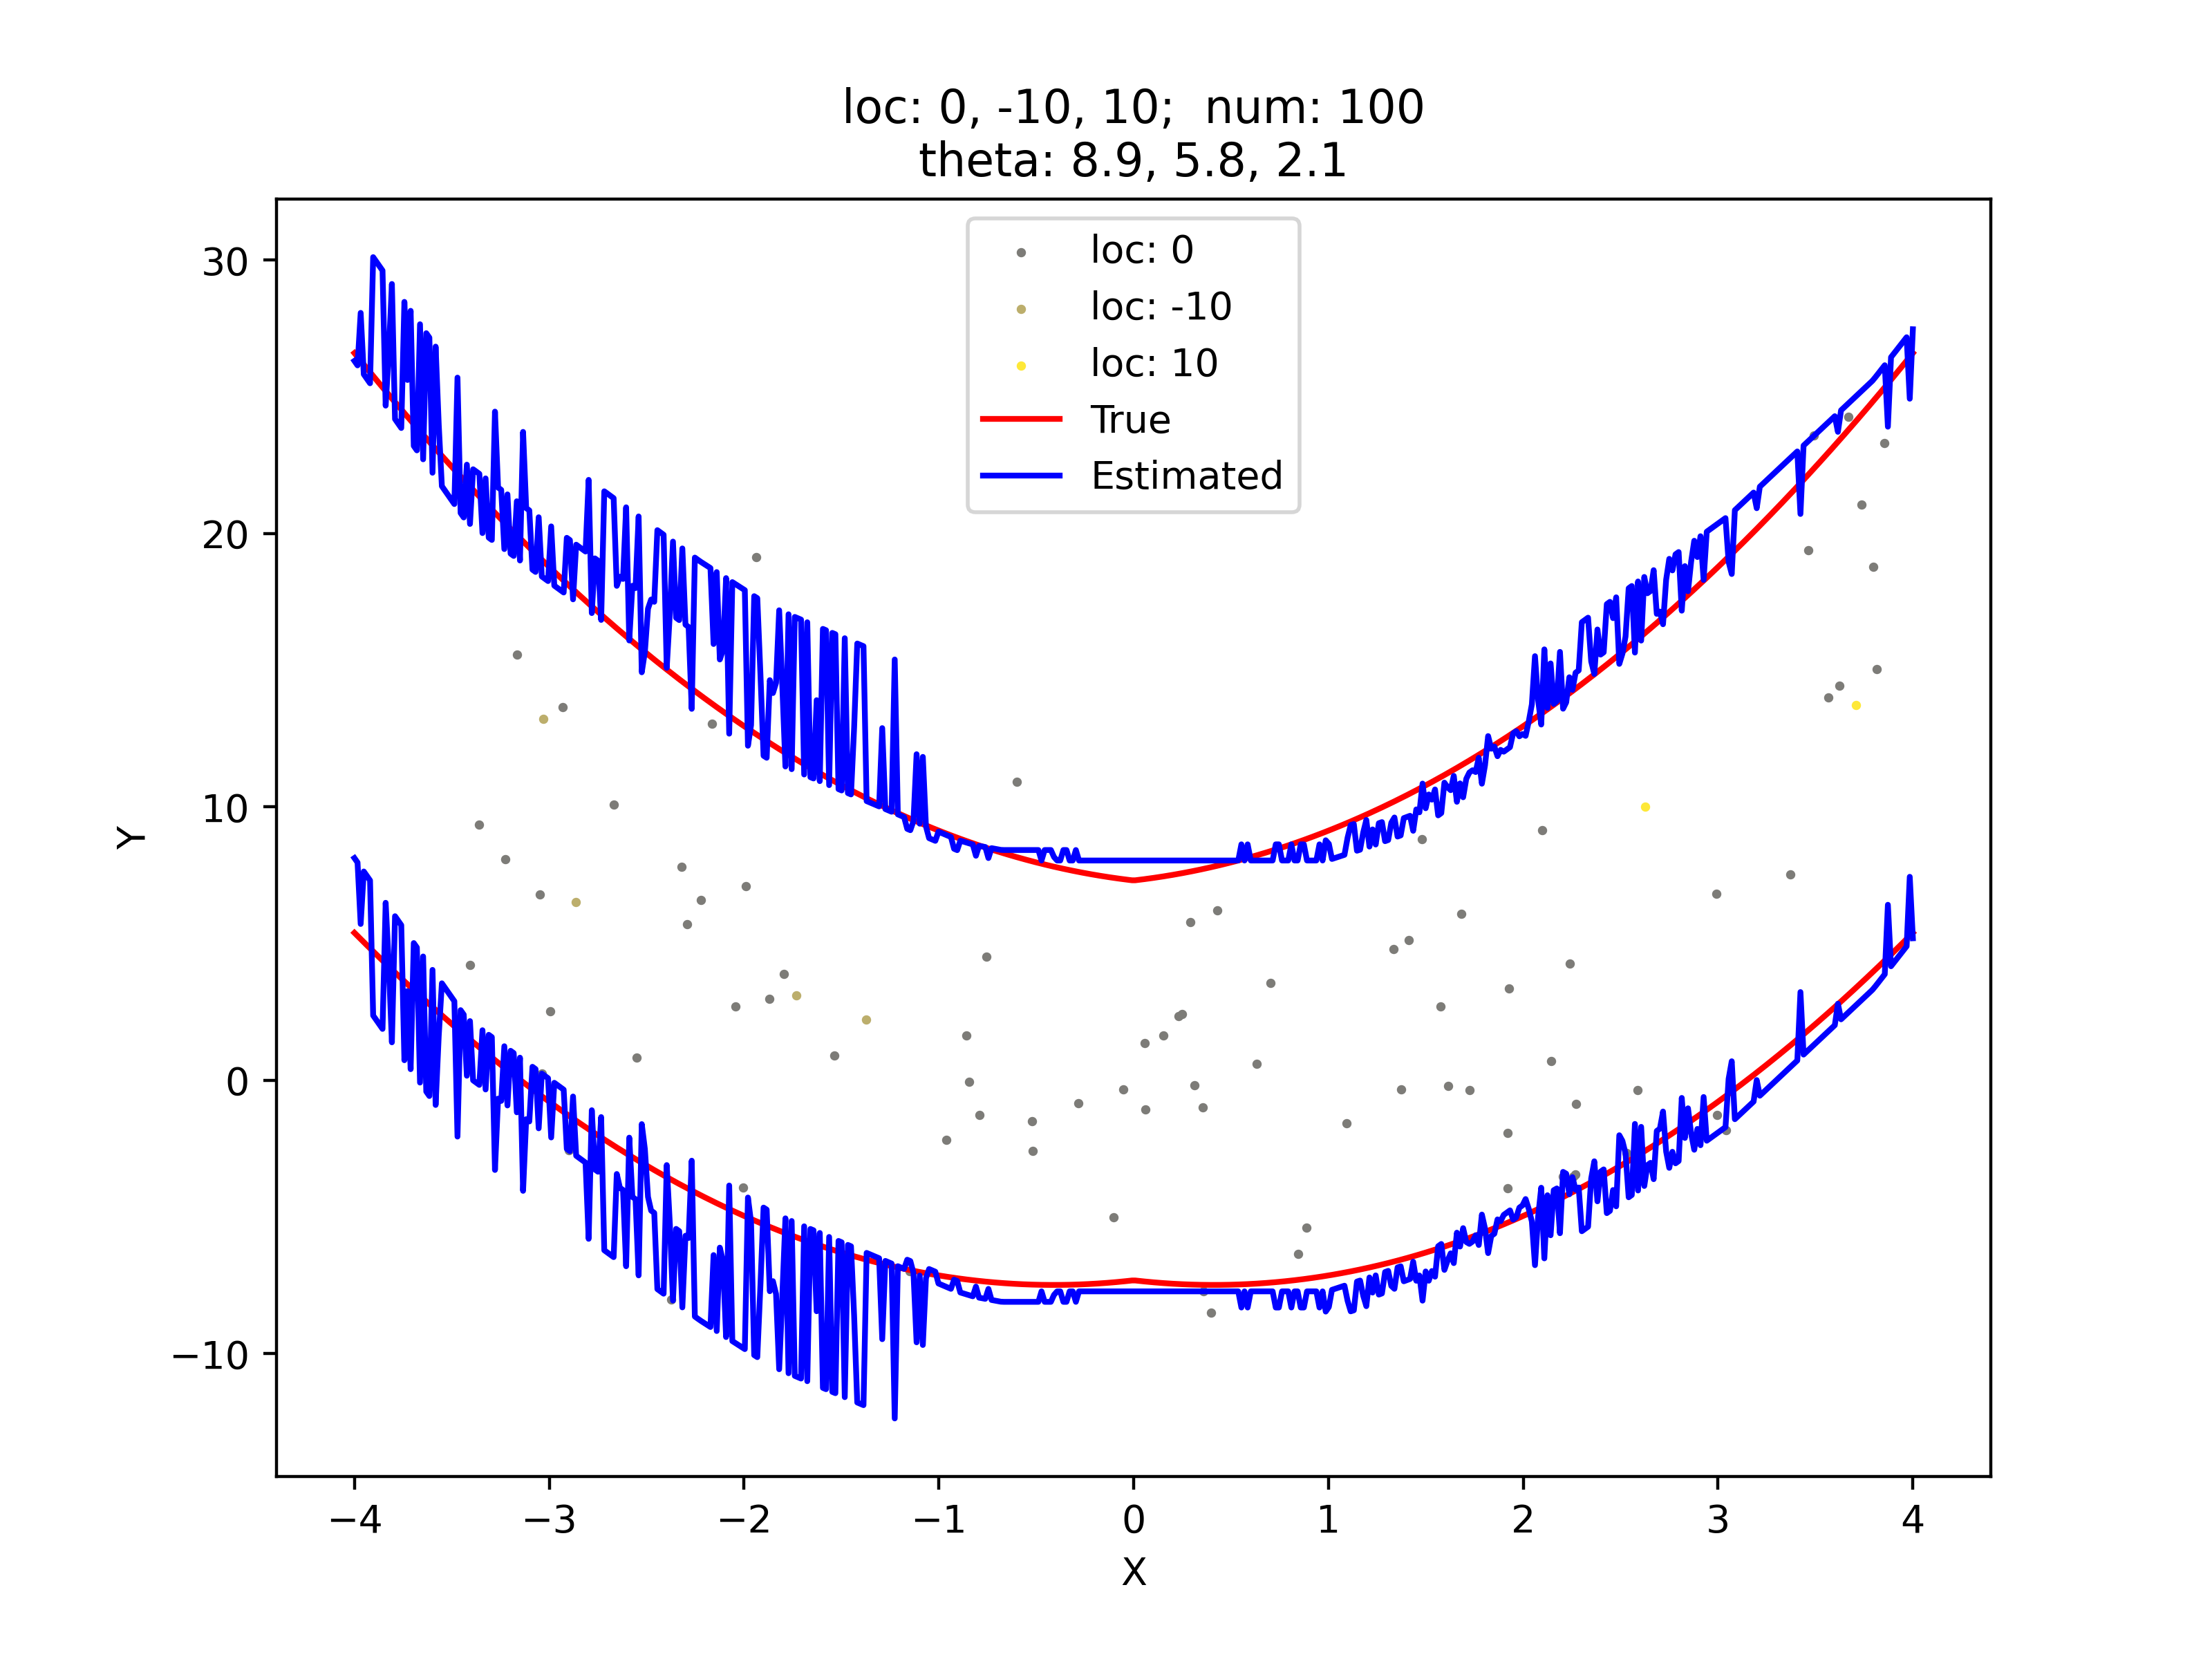 loc: 0, -10, 10;  num: 100
theta: 8.9, 5.8, 2.1
loc: 0
loc: -10
loc: 10
True
Estimated
30
20
10
0
−10
Y
−4
−3
−2
−1
0
1
2
3
4
X